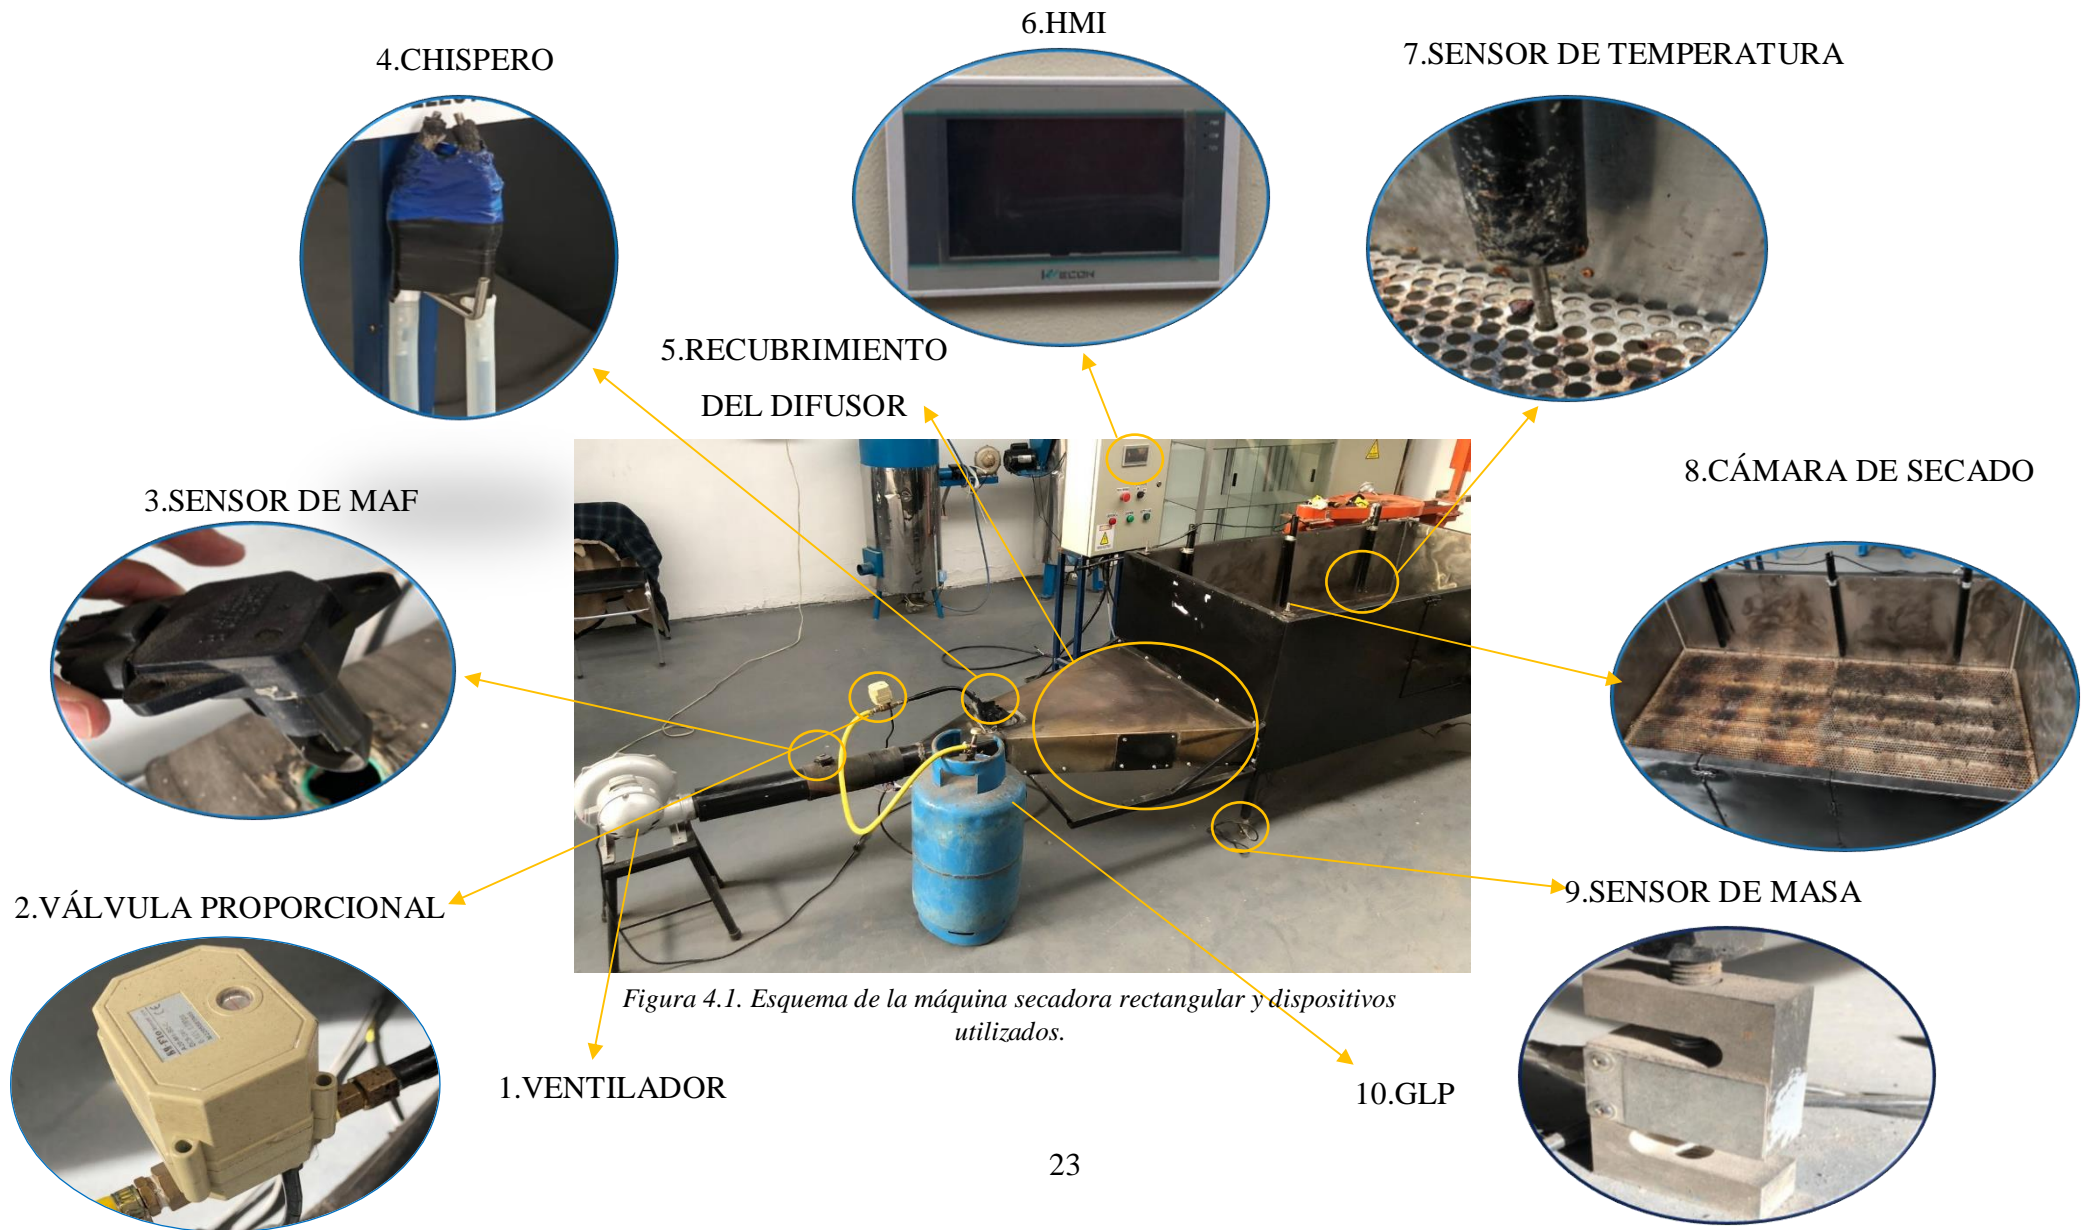 6.HMI
4.CHISPERO
7.SENSOR DE TEMPERATURA
WECON
5.RECUBRIMIENTO
DEL DIFUSOR
3.SENSOR DE MAF
8.CÁMARA DE SECADO
2.VÁLVULA PROPORCIONAL
9.SENSOR DE MASA
Figura 4.1. Esquema de la máquina secadora rectangular y dispositivos
utilizados.
1.VENTILADOR
10.GLP
23